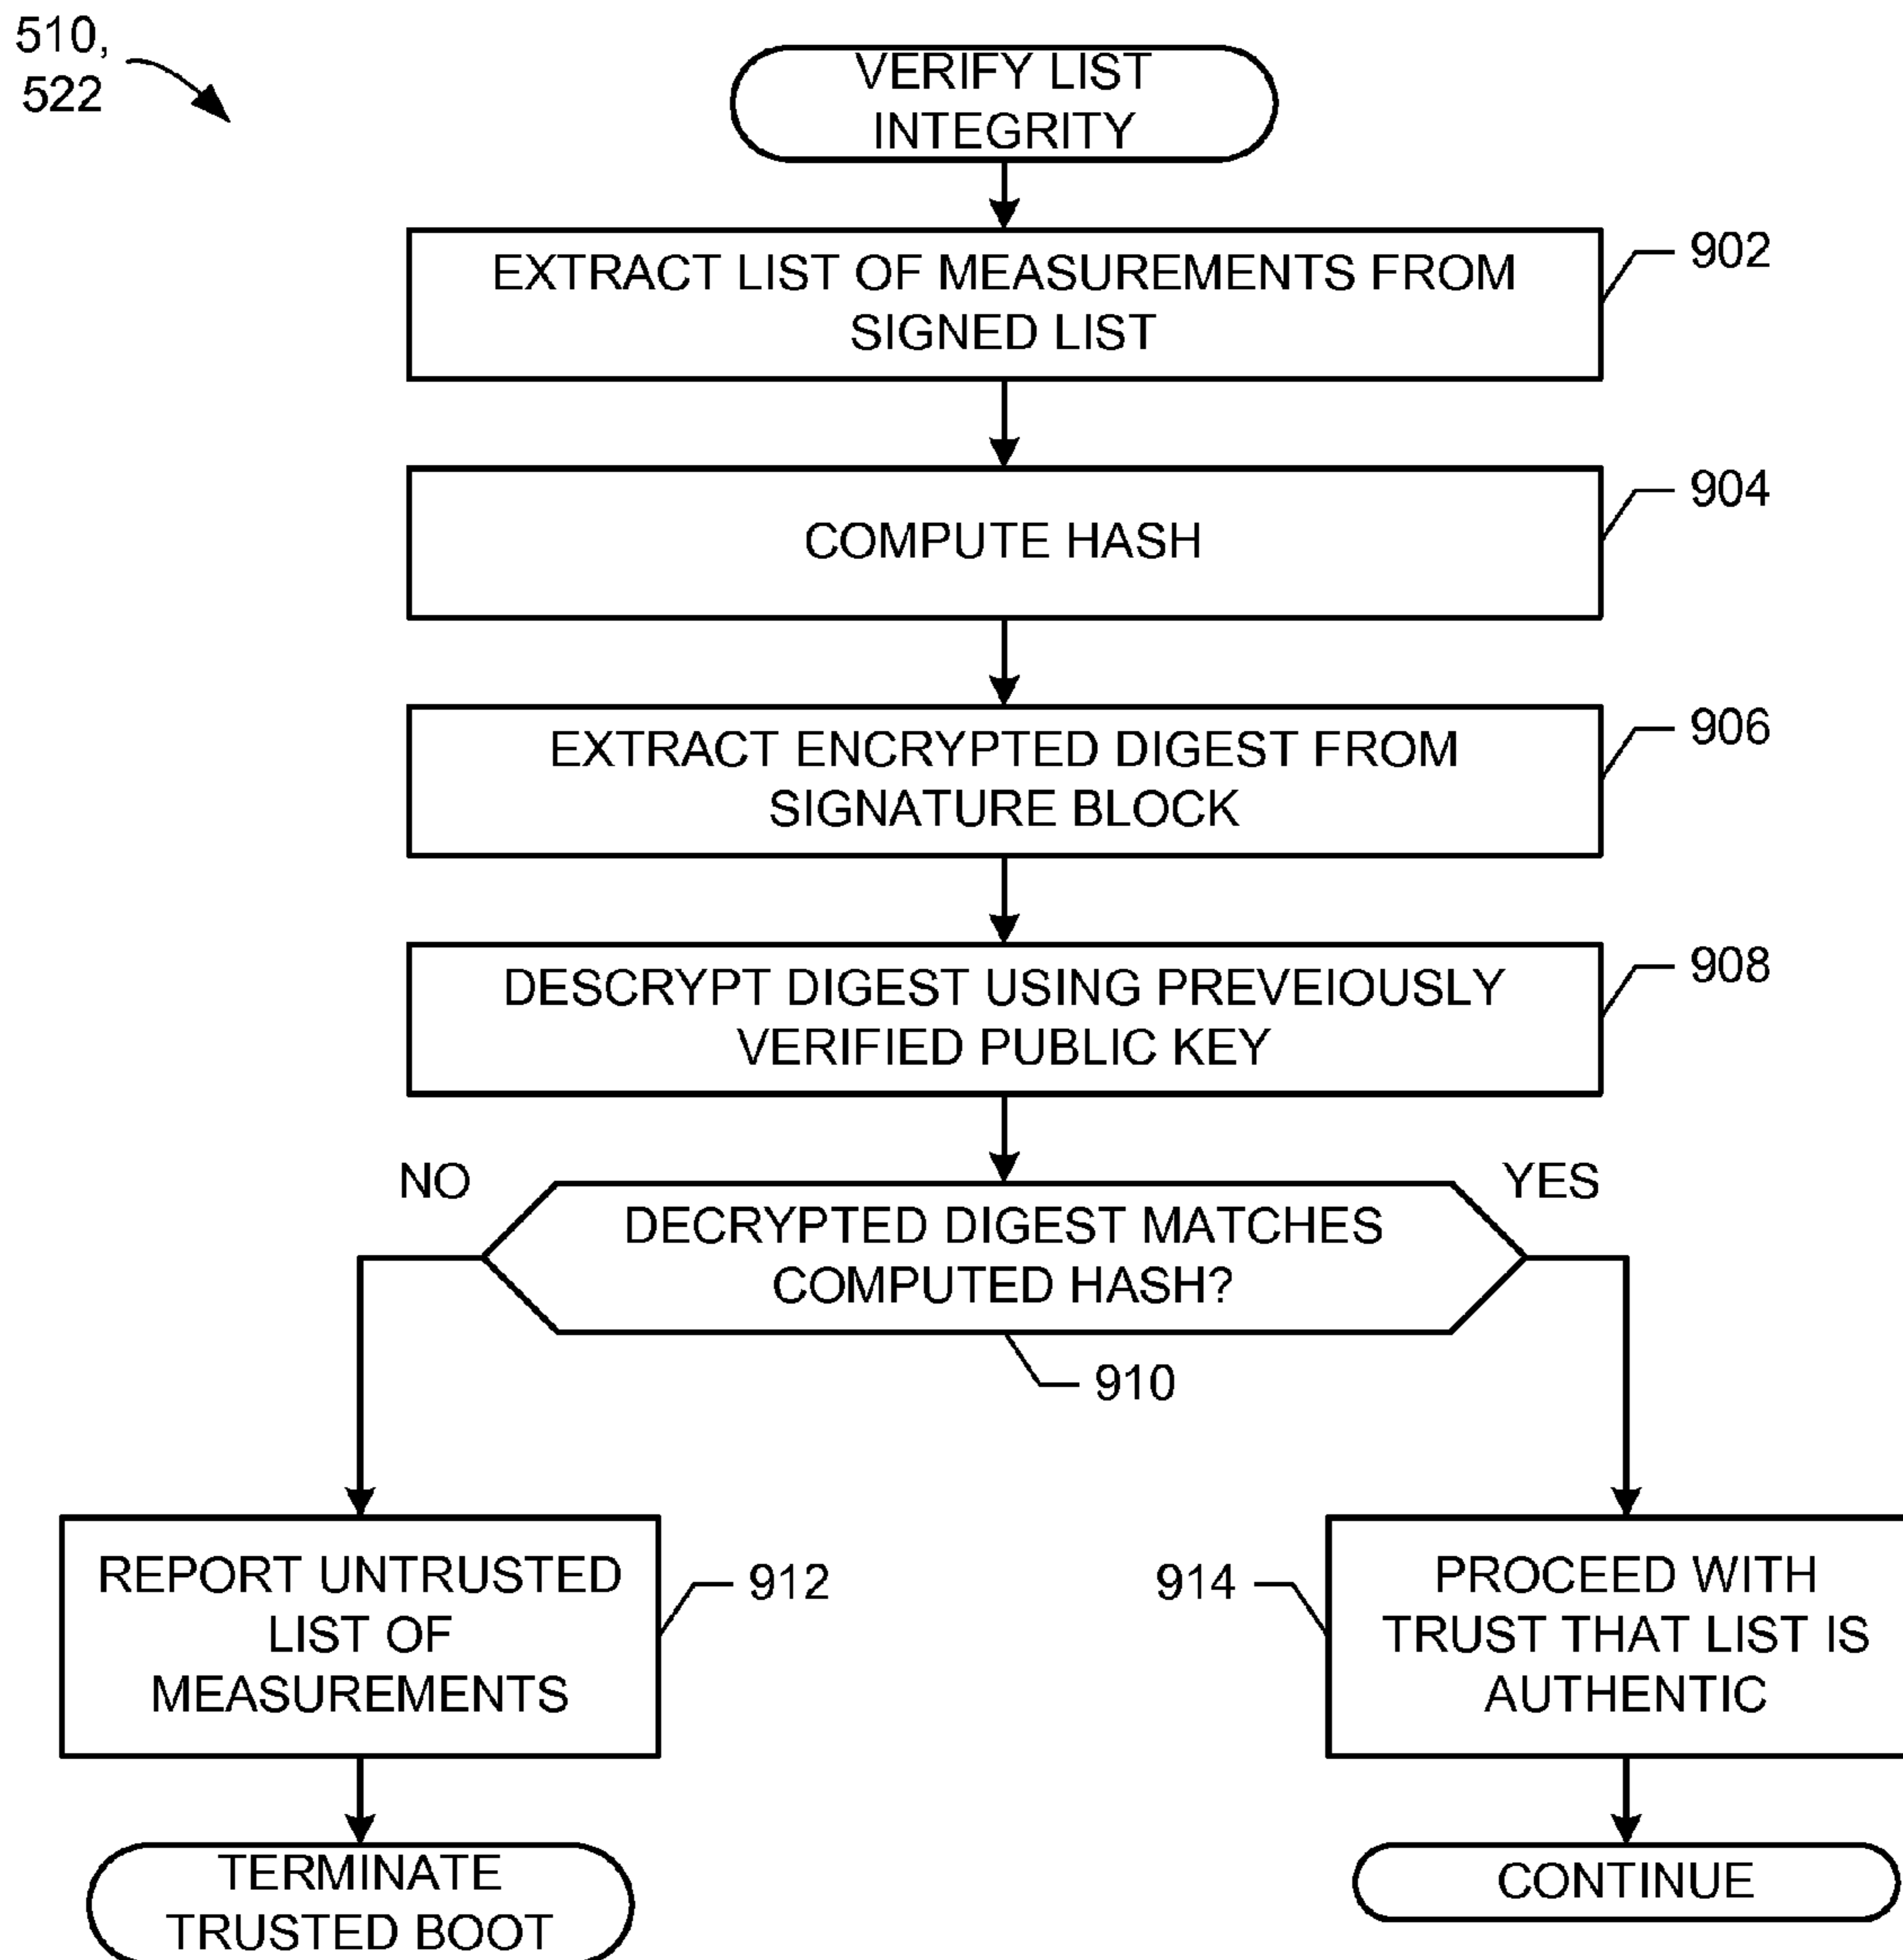 510,
522
VERIFY LIST
INTEGRITY
EXTRACT LIST OF MEASUREMENTS FROM
SIGNED LIST
902
COMPUTE HASH
904
EXTRACT ENCRYPTED DIGEST FROM
SIGNATURE BLOCK
906
DESCRYPT DIGEST USING PREVEIOUSLY
VERIFIED PUBLIC KEY
908
NO
YES
DECRYPTED DIGEST MATCHES
COMPUTED HASH?
910
REPORT UNTRUSTED
LIST OF
MEASUREMENTS
912
914
PROCEED WITH
TRUST THAT LIST IS
AUTHENTIC
TERMINATE
TRUSTED BOOT
CONTINUE